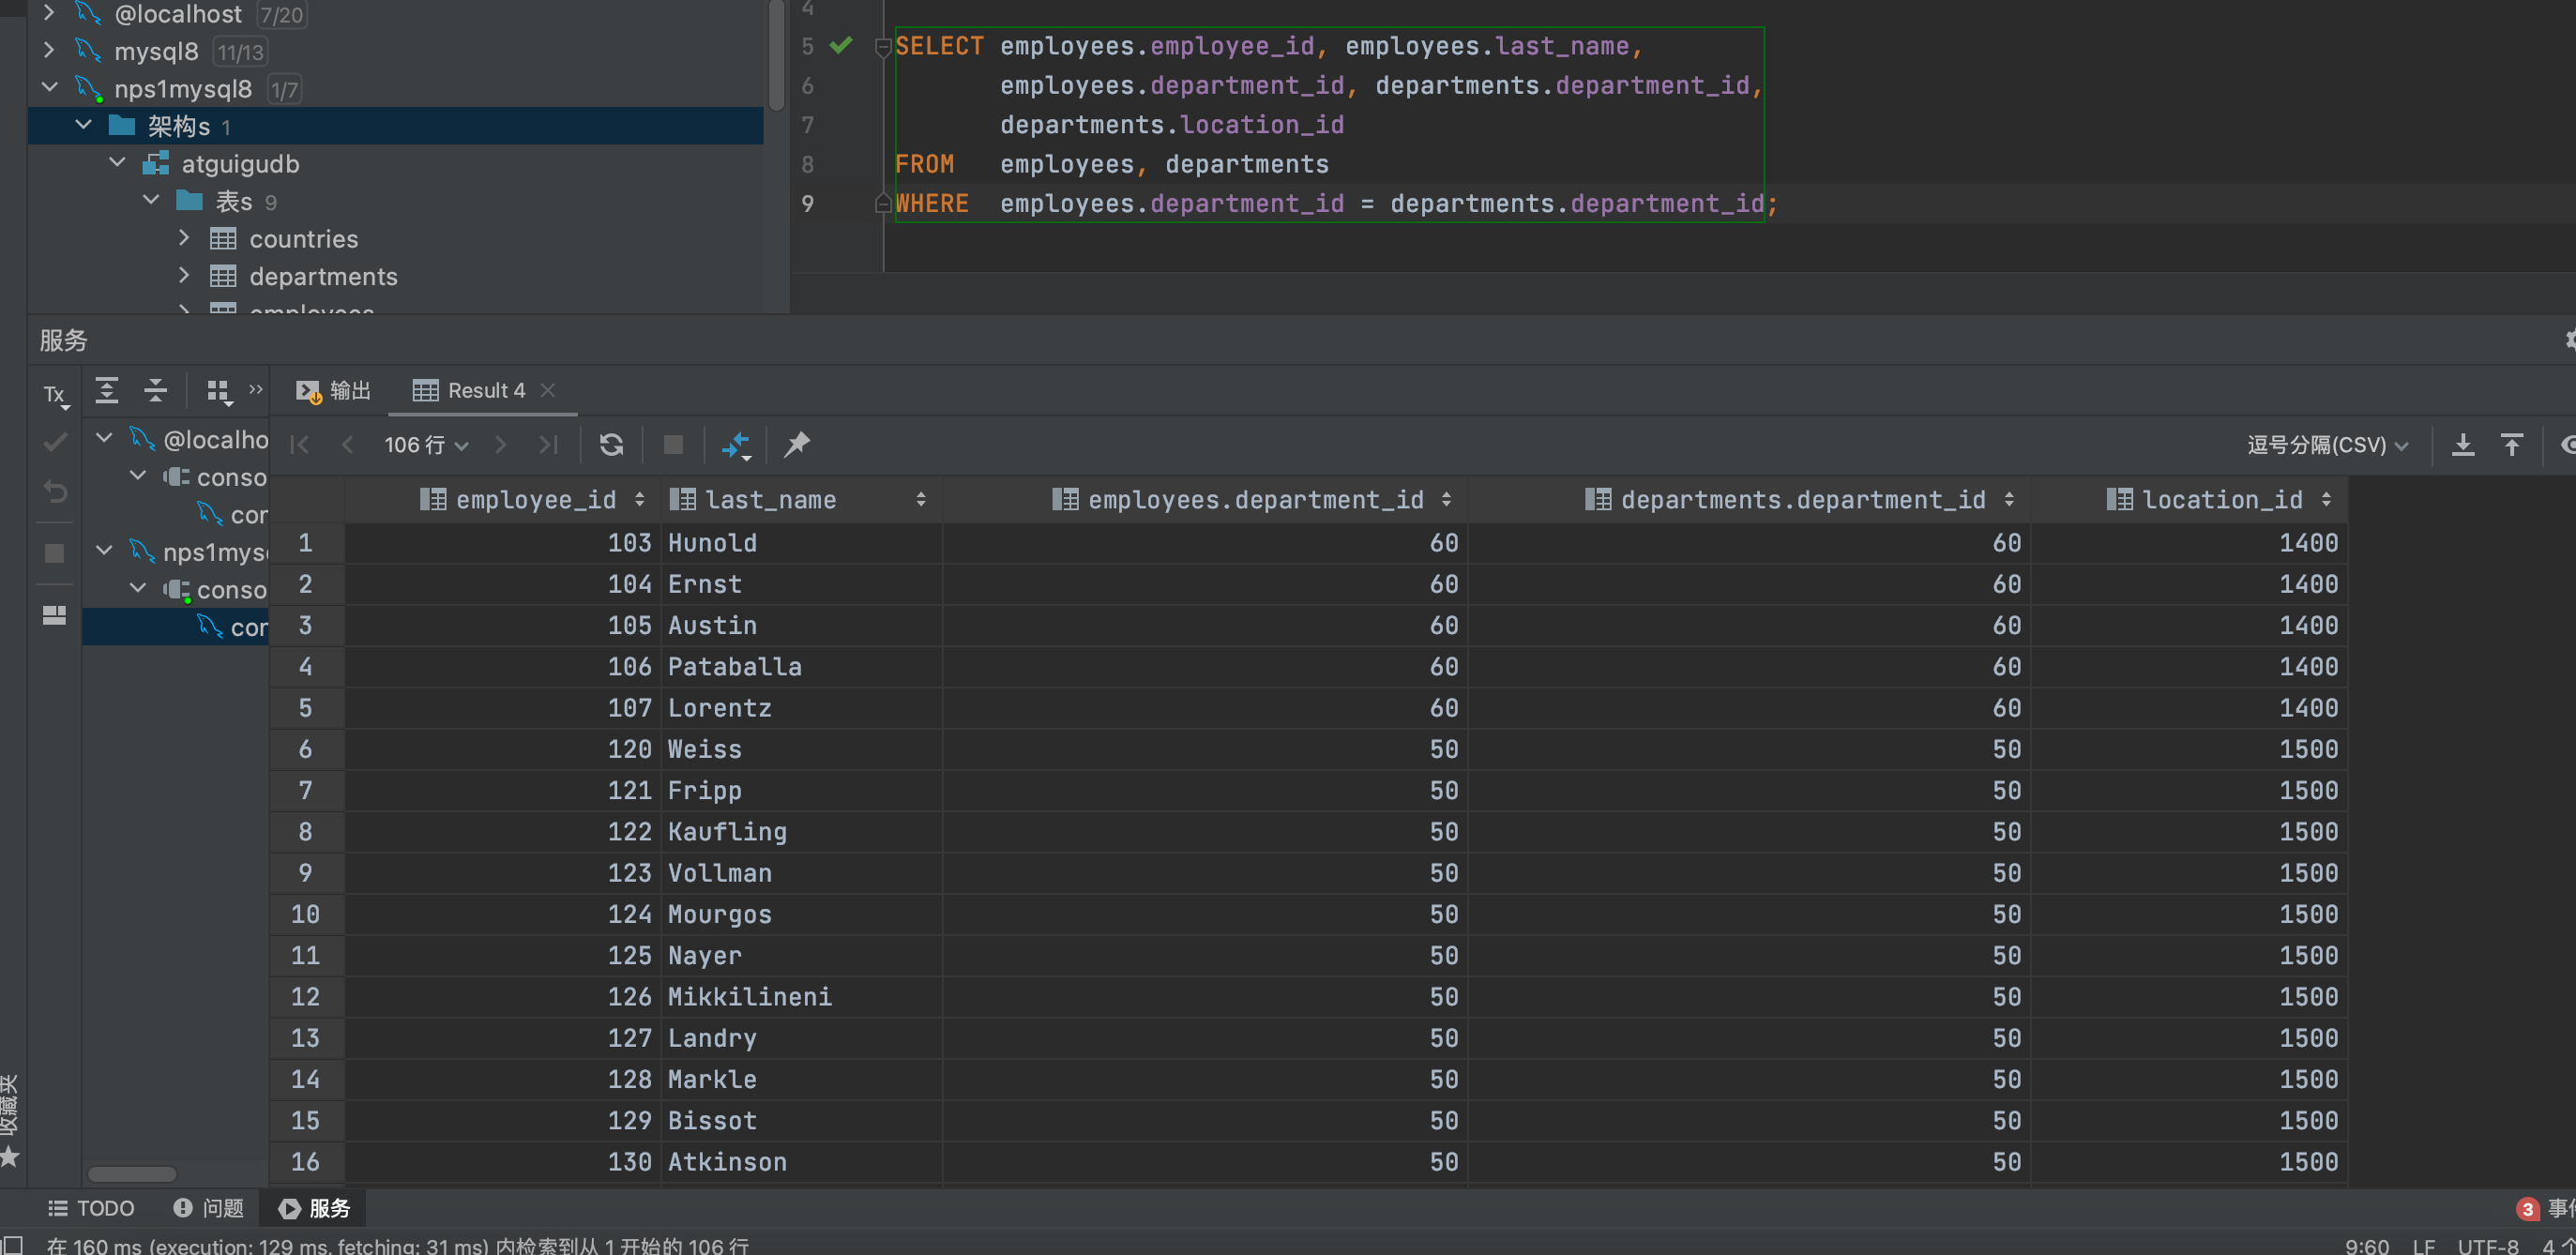 @localhost 7/20
mysql8 11/13
nps1mysql8 1/7
架构s 1
atguigudb
表s 9
countries
departments
employees
4
5 SELECT employees.employee_id, employees.last_name,
6 employees.department_id, departments.department_id,
7 departments.location_id
8 FROM employees, departments
9 WHERE employees.department_id = departments.department_id;
服务
Tx
@localho
conso
cor
nps1mys
conso
cor
输出 Result 4
106 行 逗号分隔(CSV)
employee_id last_name employees.department_id departments.department_id location_id
1 103 Hunold 60 60 1400
2 104 Ernst 60 60 1400
3 105 Austin 60 60 1400
4 106 Pataballa 60 60 1400
5 107 Lorentz 60 60 1400
6 120 Weiss 50 50 1500
7 121 Fripp 50 50 1500
8 122 Kaufling 50 50 1500
9 123 Vollman 50 50 1500
10 124 Mourgos 50 50 1500
11 125 Nayer 50 50 1500
12 126 Mikkilineni 50 50 1500
13 127 Landry 50 50 1500
14 128 Markle 50 50 1500
15 129 Bissot 50 50 1500
16 130 Atkinson 50 50 1500
收藏夹
TODO 问题 服务 3 事件
在 160 ms (execution: 129 ms, fetching: 31 ms) 内检索到从 1 开始的 106 行 9:60 LF UTF-8 4 个